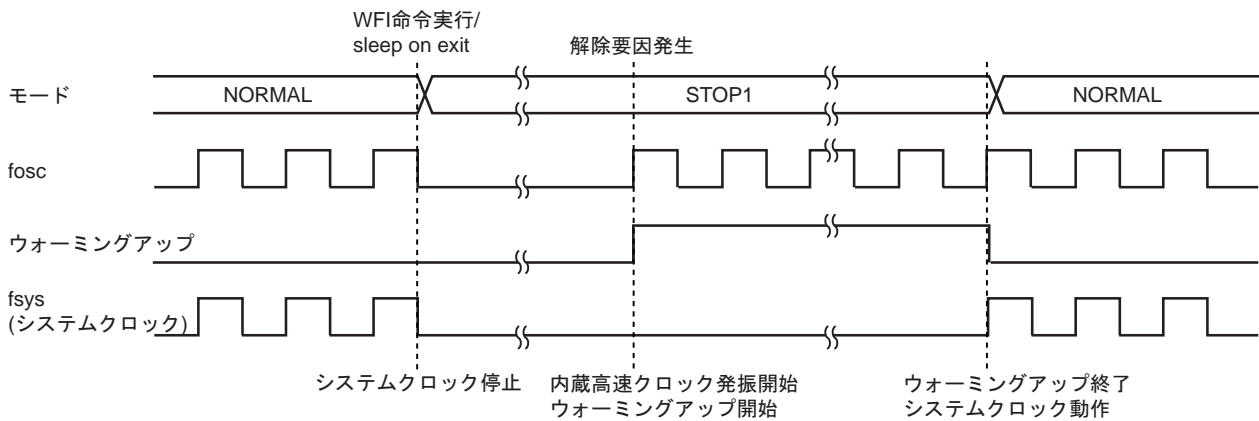 WFI命令実行/
sleep on exit
解除要因発生
モード
NORMAL
STOP1
NORMAL
fosc
ウォーミングアップ
fsys
(システムクロック)
システムクロック停止
内蔵高速クロック発振開始
ウォーミングアップ開始
ウォーミングアップ終了
システムクロック動作